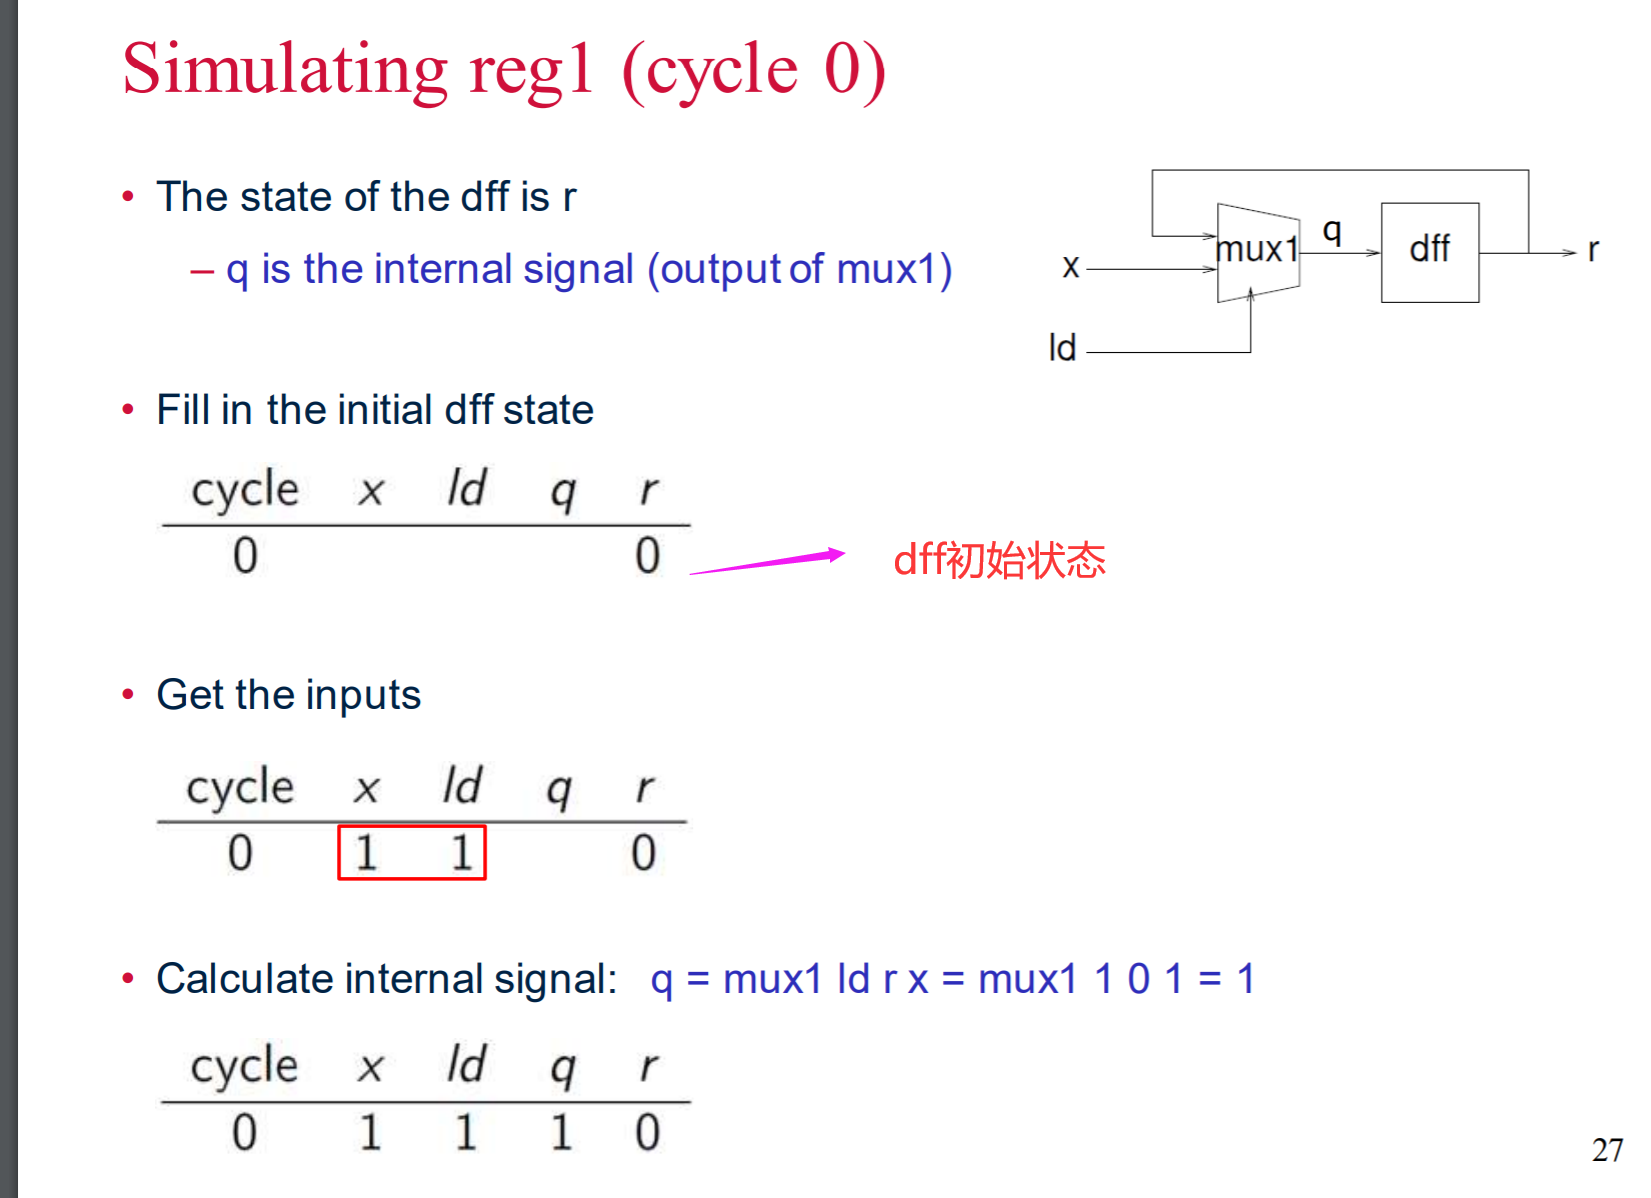 Simulating reg1 (cycle 0)
• The state of the dff is r
– q is the internal signal (output of mux1)
x
ld
mux1
q
dff
r
• Fill in the initial dff state
cycle x ld q r
0 0
dff初始状态
• Get the inputs
cycle x ld q r
0 1 1 0
• Calculate internal signal: q = mux1 ld r x = mux1 1 0 1 = 1
cycle x ld q r
0 1 1 1 0
27